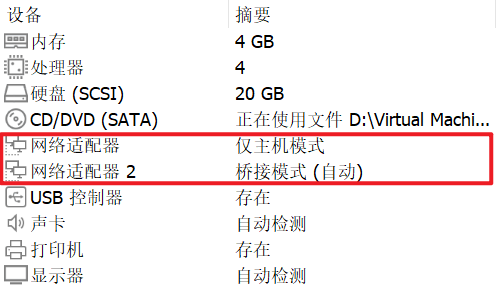 设备 摘要
内存 4 GB
处理器 4
硬盘 (SCSI) 20 GB
CD/DVD (SATA) 正在使用文件 D:\Virtual Machi...
网络适配器 仅主机模式
网络适配器 2 桥接模式 (自动)
USB 控制器 存在
声卡 自动检测
打印机 存在
显示器 自动检测